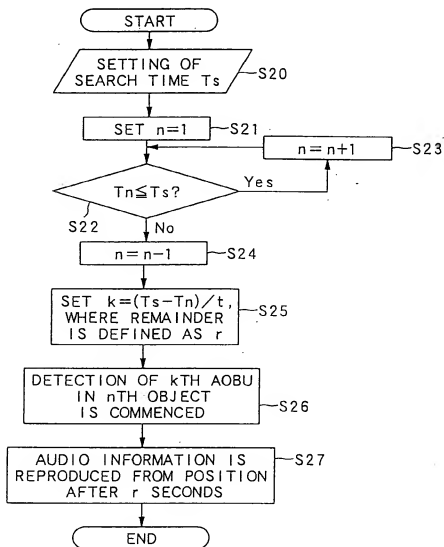 START
SETTING OF
SEARCH TIME Ts
S20
SET n=1
S21
n=n+1
S23
Tn≦Ts?
Yes
S22
No
n=n-1
S24
SET k=(Ts-Tn)/t,
WHERE REMAINDER
IS DEFINED AS r
S25
DETECTION OF kTH AOBU
IN nTH OBJECT
IS COMMENCED
S26
AUDIO INFORMATION IS
REPRODUCED FROM POSITION
AFTER r SECONDS
S27
END